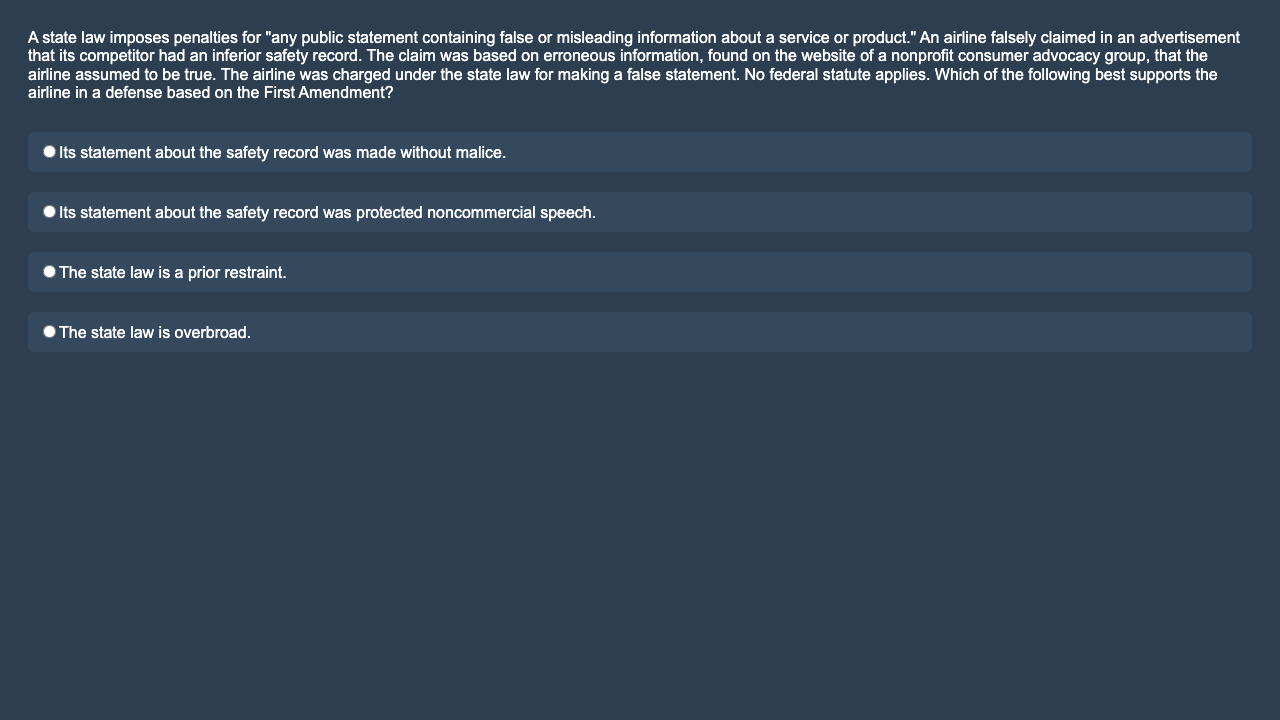 A state law imposes penalties for "any public statement containing false or misleading information about a service or product." An airline falsely claimed in an advertisement
that its competitor had an inferior safety record. The claim was based on erroneous information, found on the website of a nonprofit consumer advocacy group, that the
airline assumed to be true. The airline was charged under the state law for making a false statement. No federal statute applies. Which of the following best supports the
airline in a defense based on the First Amendment?
Its statement about the safety record was made without malice.
Its statement about the safety record was protected noncommercial speech.
The state law is a prior restraint.
The state law is overbroad.